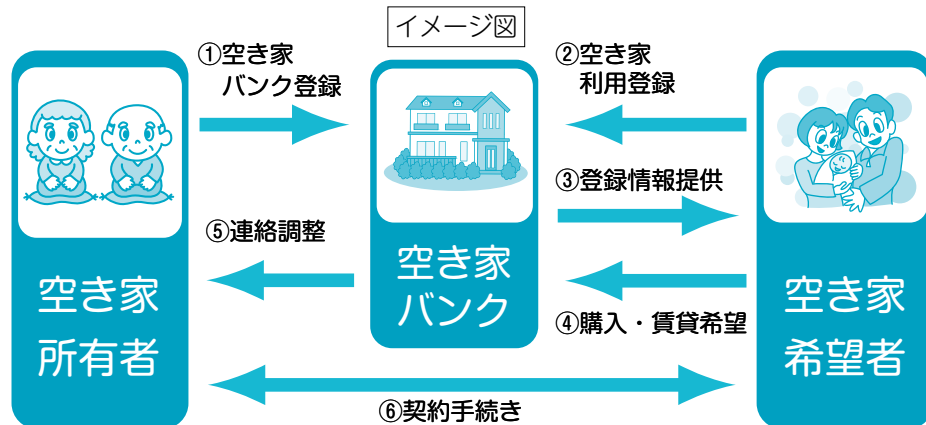 イメージ図
①空き家
バンク登録
②空き家
利用登録
③登録情報提供
⑤連絡調整
④購入・賃貸希望
⑥契約手続き
空き家
所有者
空き家
バンク
空き家
希望者